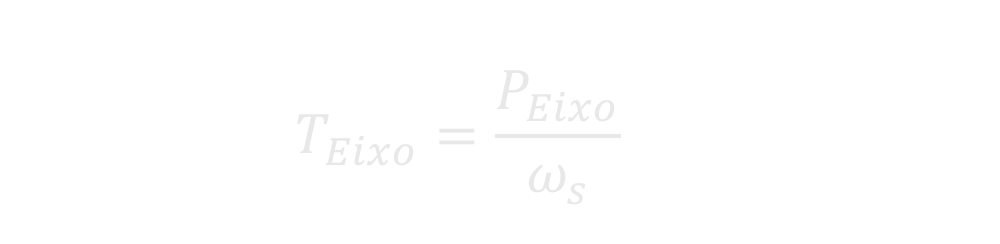 T_Eixo = P_Eixo / ω_s